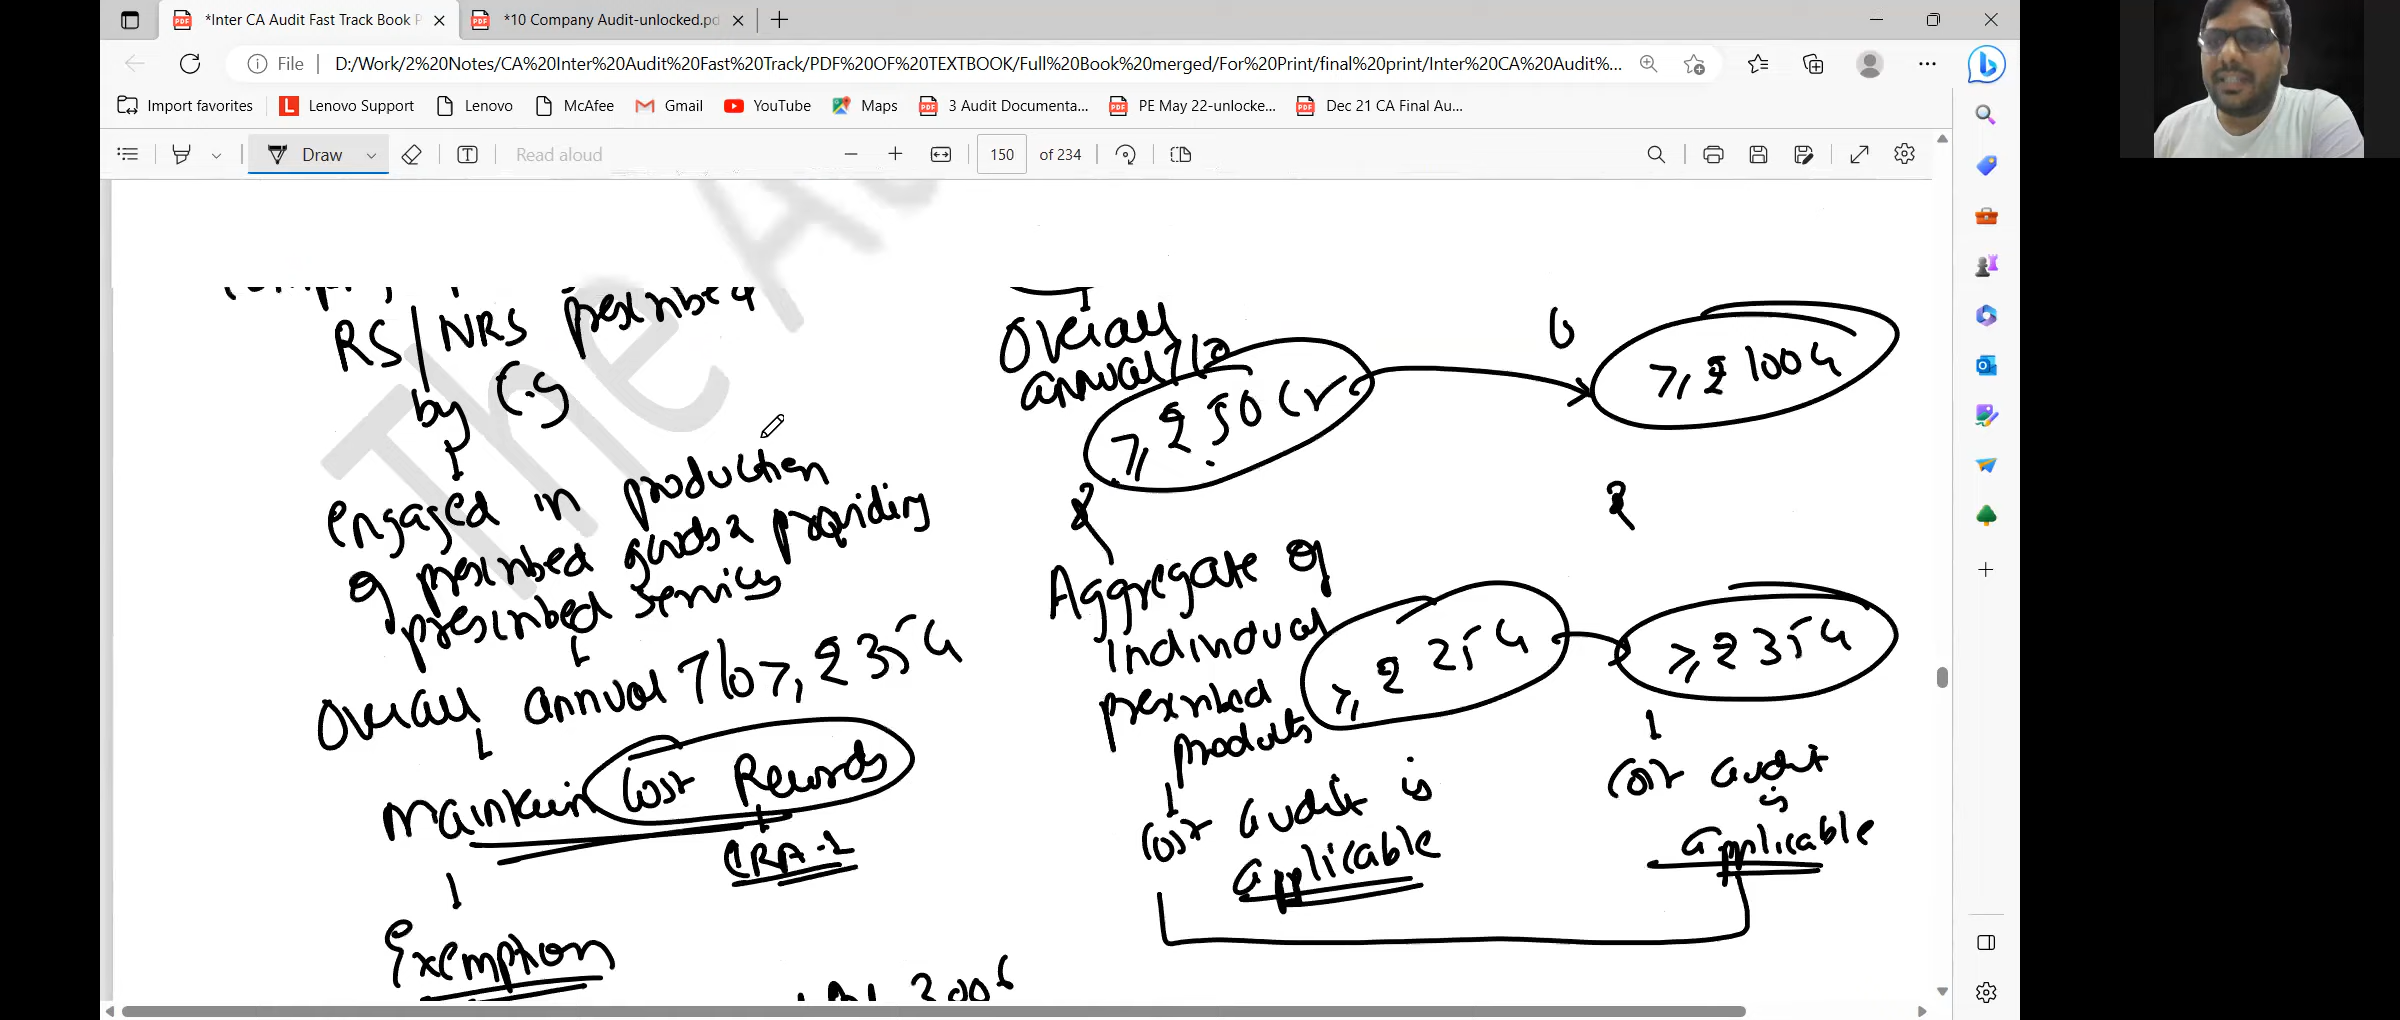 *Inter CA Audit Fast Track Book P
*10 Company Audit-unlocked.pd
File
D:/Work/2%20Notes/CA%20Inter%20Audit%20Fast%20Track/PDF%20OF%20TEXTBOOK/Full%20Book%20merged/For%20Print/final%20print/Inter%20CA%20Audit%...
Import favorites
Lenovo Support
Lenovo
McAfee
Gmail
YouTube
Maps
3 Audit Documenta...
PE May 22-unlocke...
Dec 21 CA Final Au...
Draw
Read aloud
150 of 234
The Au
RS/NRS prescribed
by C.G
engaged in production
of prescribed goods & providing
prescribed services
Overall annual T/o ≥ ₹ 35 Cr
Maintain Cost Records
CRA-1
Exemption
Overall
annual T/o
≥ ₹ 50 Cr
≥ ₹ 100 Cr
&
&
Aggregate of
individual
prescribed
products
≥ ₹ 25 Cr
≥ ₹ 35 Cr
Cost audit is
applicable
Cost audit
is
applicable
2006